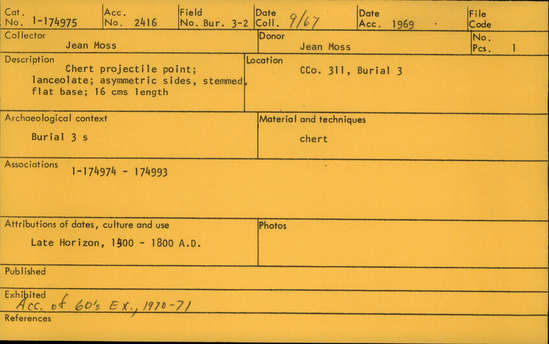 Cat. Acc. Field Date Date File
No. 1-174975 No. 2416 No. Bur. 3-2 Coll. 9/67 Acc. 1969 Code
Collector Donor No.
Jean Moss Jean Moss Pcs. 1
Description Location
Chert projectile point; CCo. 311, Burial 3
lanceolate; asymmetric sides, stemmed,
flat base; 16 cms length
Archaeological context Material and techniques
Burial 3 s chert
Associations 1-174974 - 174993
Attributions of dates, culture and use Photos
Late Horizon, 1500 - 1800 A.D.
Published
Exhibited
Acc. of 60's Ex., 1970-71
References